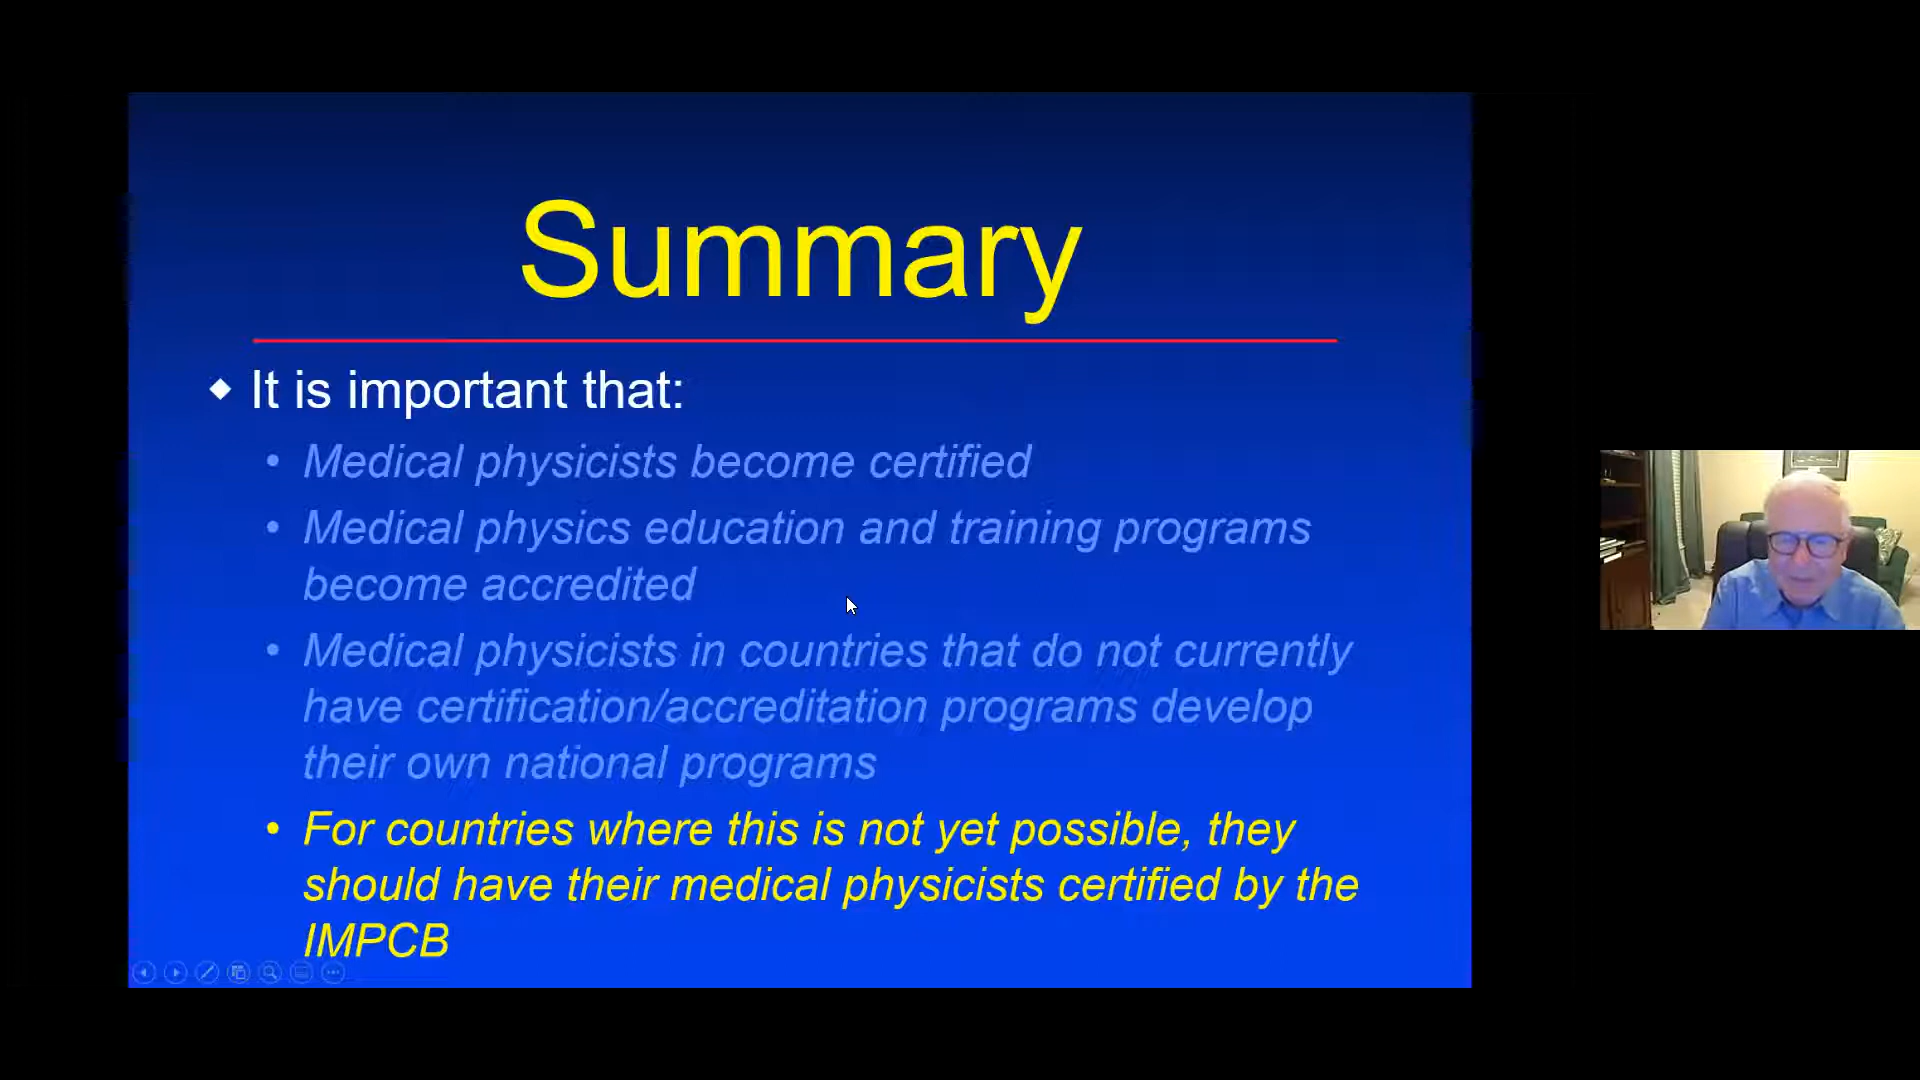 Summary
It is important that:
Medical physicists become certified
Medical physics education and training programs
become accredited
Medical physicists in countries that do not currently
have certification/accreditation programs develop
their own national programs
For countries where this is not yet possible, they
should have their medical physicists certified by the
IMPCB